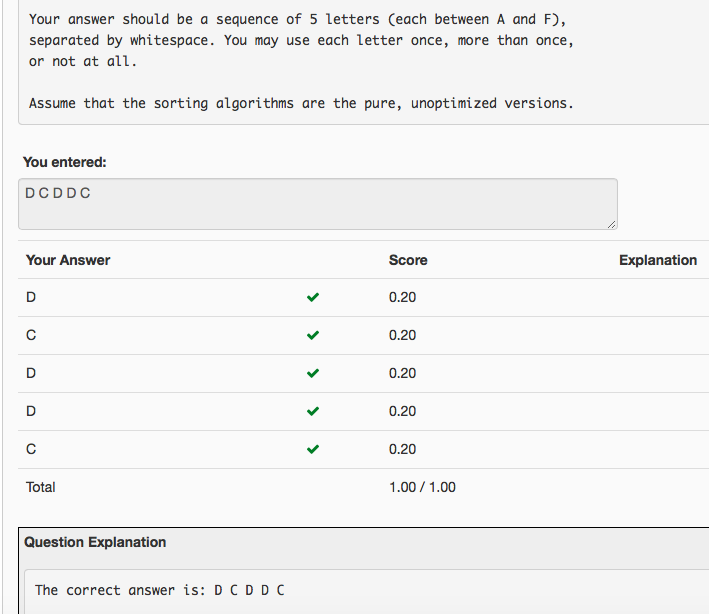 Your answer should be a sequence of 5 letters (each between A and F),
separated by whitespace. You may use each letter once, more than once,
or not at all.
Assume that the sorting algorithms are the pure, unoptimized versions.
You entered:
D C D D C
Your Answer Score Explanation
D 0.20
C 0.20
D 0.20
D 0.20
C 0.20
Total 1.00 / 1.00
Question Explanation
The correct answer is: D C D D C